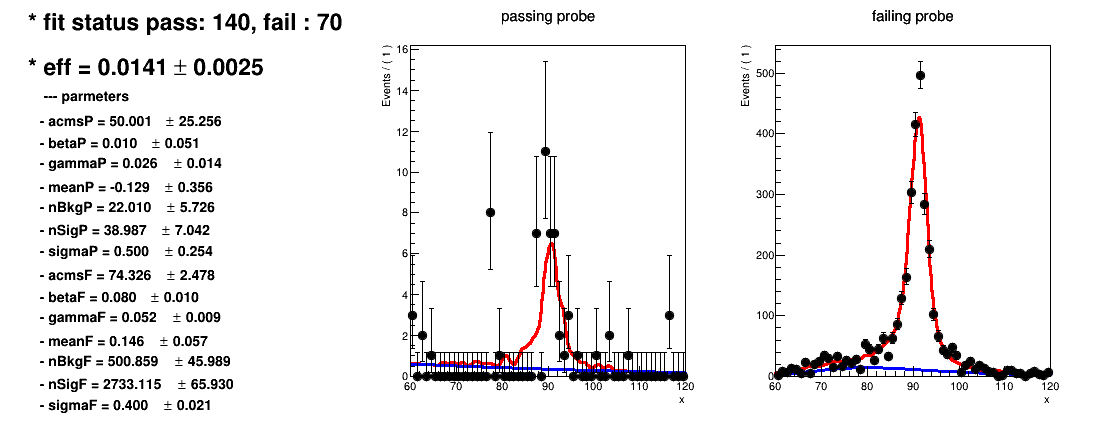 * fit status pass: 140, fail : 70
* eff = 0.0141 ± 0.0025
--- parmeters
- acmsP = 50.001 ± 25.256
- betaP = 0.010 ± 0.051
- gammaP = 0.026 ± 0.014
- meanP = -0.129 ± 0.356
- nBkgP = 22.010 ± 5.726
- nSigP = 38.987 ± 7.042
- sigmaP = 0.500 ± 0.254
- acmsF = 74.326 ± 2.478
- betaF = 0.080 ± 0.010
- gammaF = 0.052 ± 0.009
- meanF = 0.146 ± 0.057
- nBkgF = 500.859 ± 45.989
- nSigF = 2733.115 ± 65.930
- sigmaF = 0.400 ± 0.021
passing probe
Events / ( 1 )
16
14
12
10
8
6
4
2
0
60 70 80 90 100 110 120
x
failing probe
Events / ( 1 )
500
400
300
200
100
0
60 70 80 90 100 110 120
x